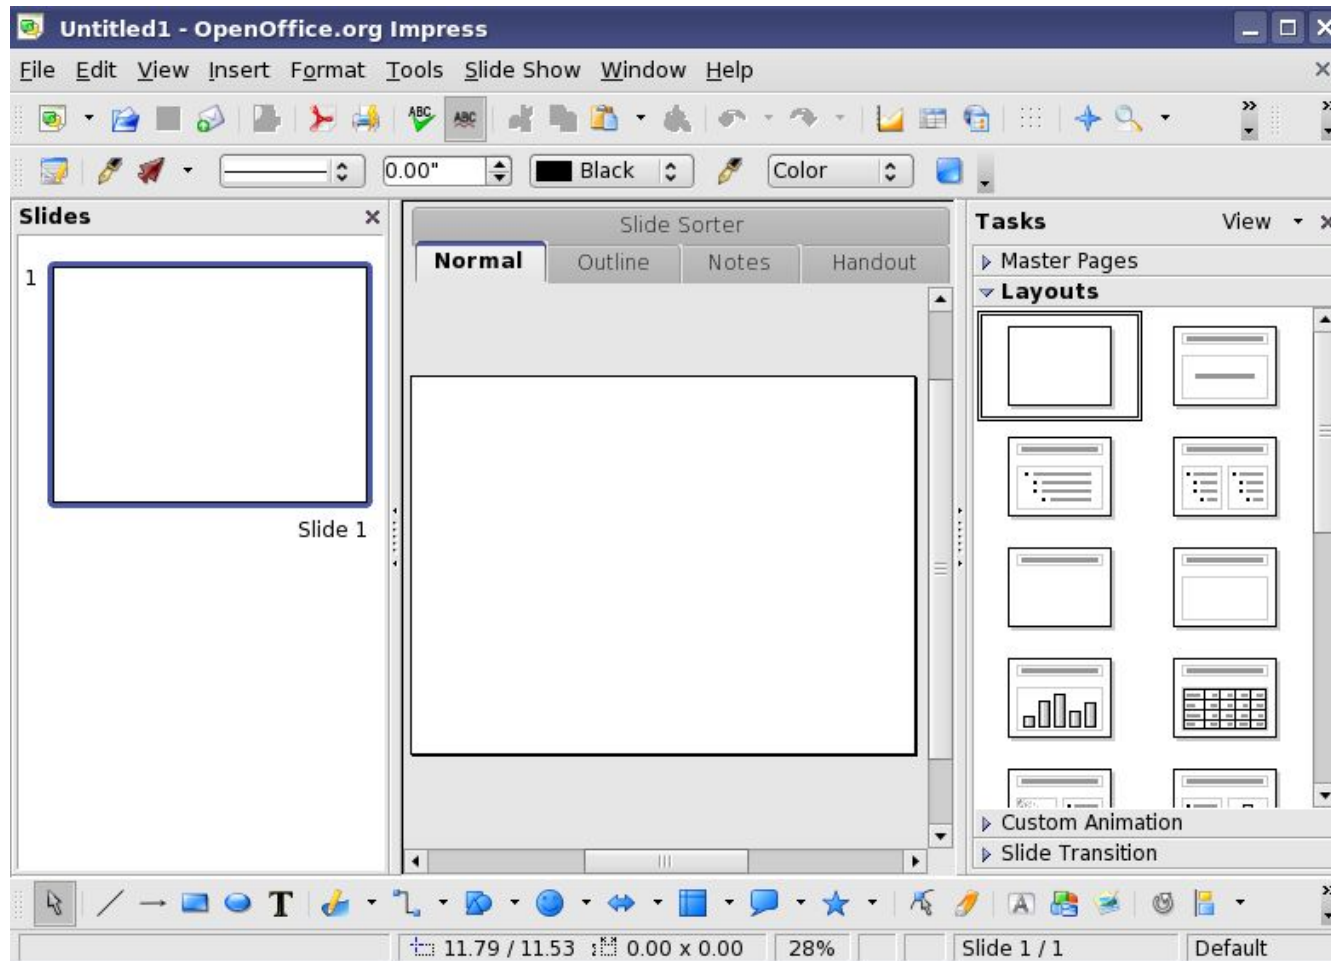 Untitled1 - OpenOffice.org Impress
File Edit View Insert Format Tools Slide Show Window Help
ABC ABC
0.00" Black Color
Slides
Slide Sorter
Tasks View
Normal Outline Notes Handout
Master Pages
Layouts
1
Slide 1
Custom Animation
Slide Transition
T A
11.79 / 11.53 0.00 x 0.00 28% Slide 1 / 1 Default